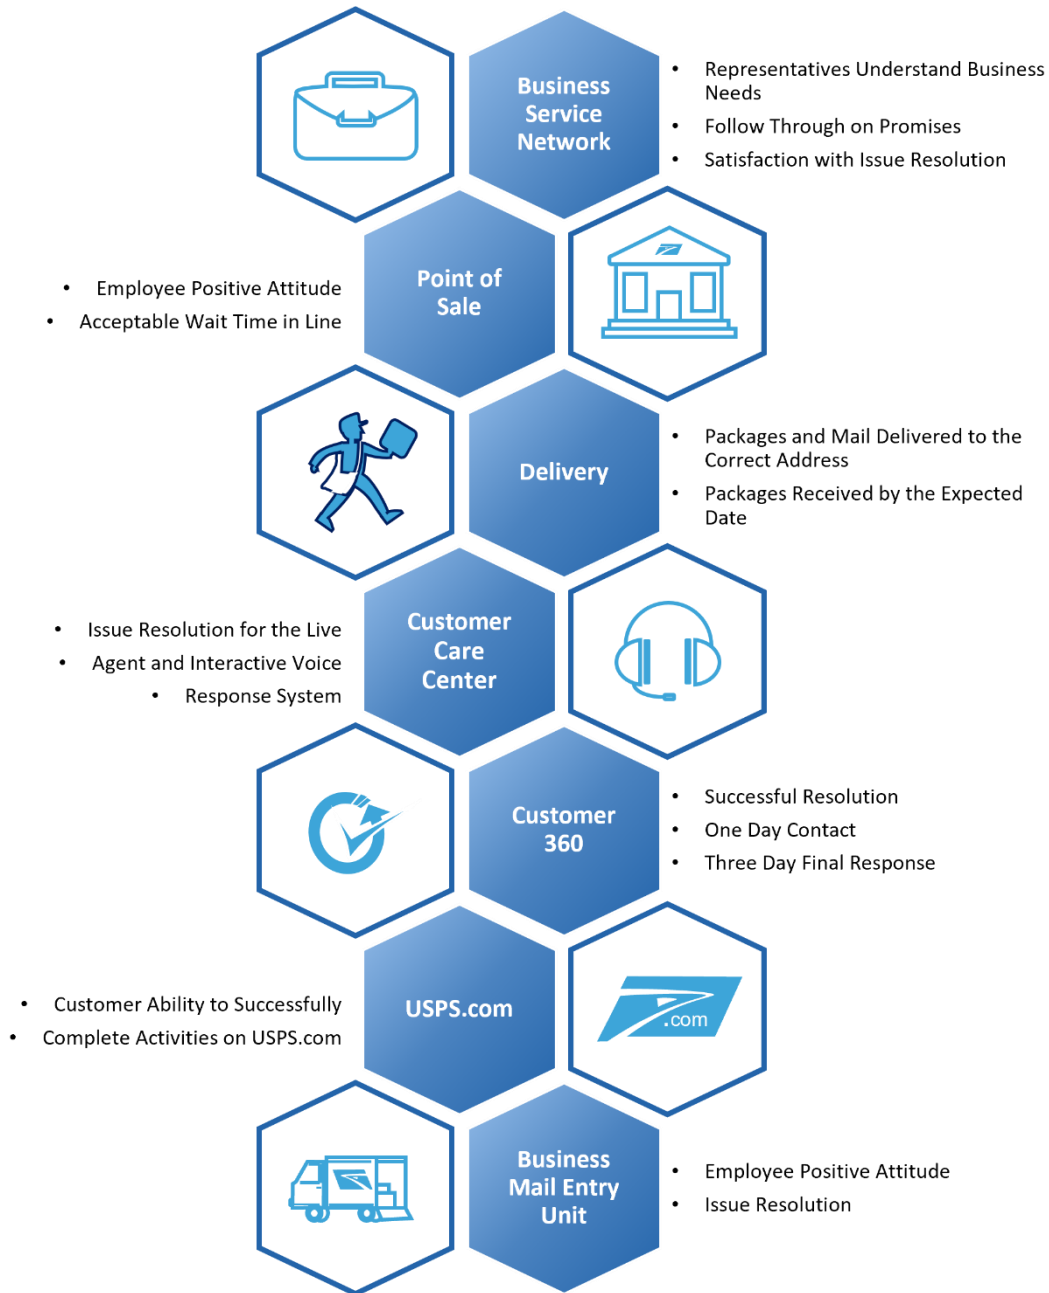 Business
Service
Network
• Representatives Understand Business
Needs
• Follow Through on Promises
• Satisfaction with Issue Resolution
Point of
Sale
• Employee Positive Attitude
• Acceptable Wait Time in Line
Delivery
• Packages and Mail Delivered to the
Correct Address
• Packages Received by the Expected
Date
Customer
Care
Center
• Issue Resolution for the Live
• Agent and Interactive Voice
• Response System
Customer
360
• Successful Resolution
• One Day Contact
• Three Day Final Response
USPS.com
• Customer Ability to Successfully
• Complete Activities on USPS.com
.com
Business
Mail Entry
Unit
• Employee Positive Attitude
• Issue Resolution